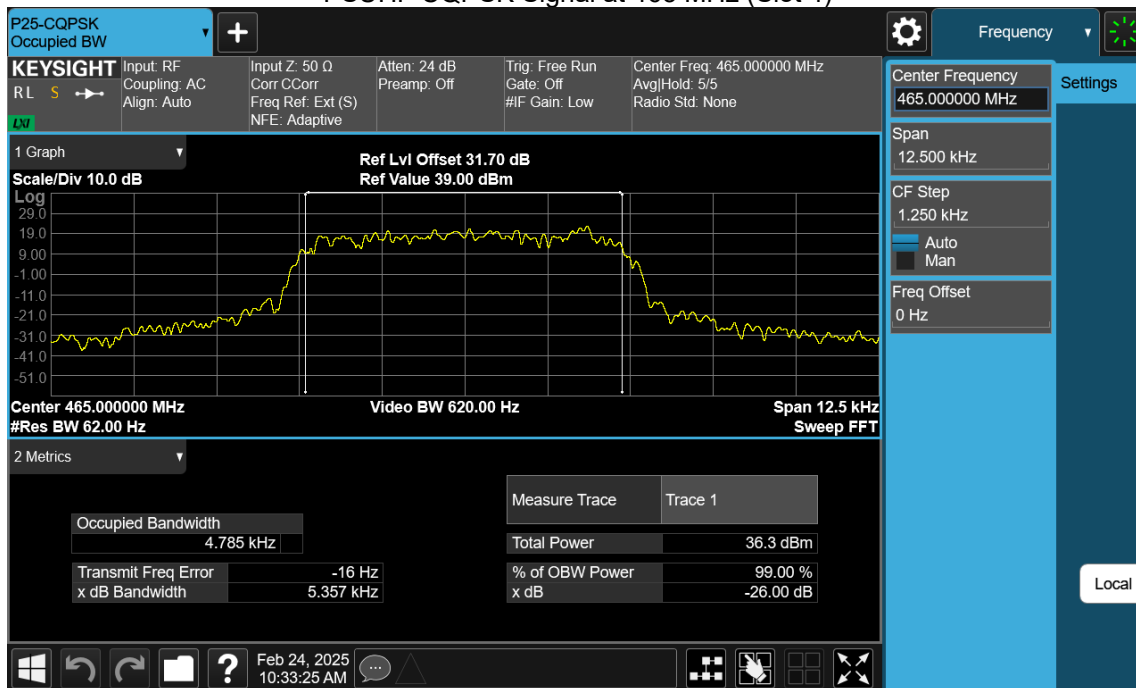 P25-CQPSK
Occupied BW
Frequency
KEYSIGHT
RL S
LXI
Input: RF
Coupling: AC
Align: Auto
Input Z: 50 Ω
Corr CCorr
Freq Ref: Ext (S)
NFE: Adaptive
Atten: 24 dB
Preamp: Off
Trig: Free Run
Gate: Off
#IF Gain: Low
Center Freq: 465.000000 MHz
Avg|Hold: 5/5
Radio Std: None
Center Frequency
465.000000 MHz
Settings
Span
12.500 kHz
CF Step
1.250 kHz
Auto
Man
Freq Offset
0 Hz
1 Graph
Ref Lvl Offset 31.70 dB
Scale/Div 10.0 dB
Ref Value 39.00 dBm
Log
29.0
19.0
9.00
-1.00
-11.0
-21.0
-31.0
-41.0
-51.0
Center 465.000000 MHz
Video BW 620.00 Hz
Span 12.5 kHz
#Res BW 62.00 Hz
Sweep FFT
2 Metrics
Measure Trace Trace 1
Occupied Bandwidth
4.785 kHz
Total Power 36.3 dBm
Transmit Freq Error -16 Hz
% of OBW Power 99.00 %
x dB Bandwidth 5.357 kHz
x dB -26.00 dB
Local
?
Feb 24, 2025
10:33:25 AM